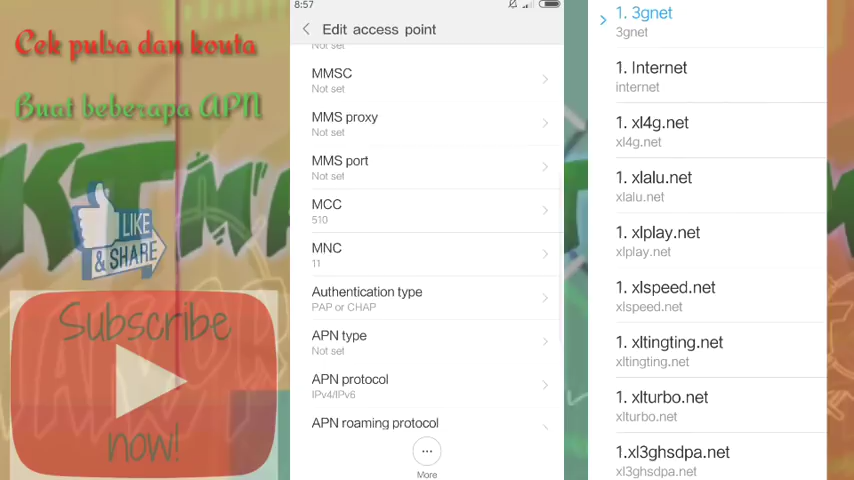 Cek pulsa dan kouta
Buat beberapa APN
LIKE
& SHARE
Subscribe
now!
8:57
Edit access point
Not set
MMSC
Not set
MMS proxy
Not set
MMS port
Not set
MCC
510
MNC
11
Authentication type
PAP or CHAP
APN type
Not set
APN protocol
IPv4/IPv6
APN roaming protocol
More
1. 3gnet
3gnet
1. Internet
internet
1. xl4g.net
xl4g.net
1. xlalu.net
xlalu.net
1. xlplay.net
xlplay.net
1. xlspeed.net
xlspeed.net
1. xltingting.net
xltingting.net
1. xlturbo.net
xlturbo.net
1.xl3ghsdpa.net
xl3ghsdpa.net